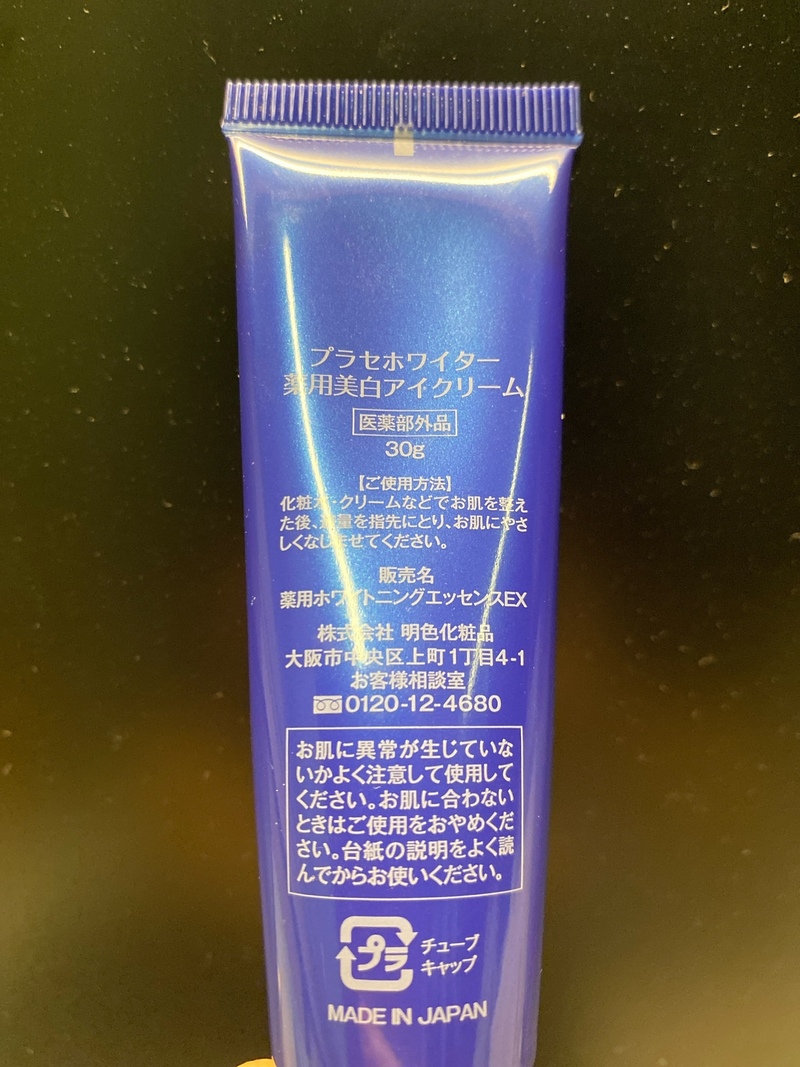 プラセホワイター
薬用美白アイクリーム
医薬部外品
30g
【ご使用方法】
化粧水・クリームなどでお肌を整え
た後、適量を指先にとり、お肌にやさ
しくなじませてください。
販売名
薬用ホワイトニングエッセンスEX
株式会社 明色化粧品
大阪市中央区上町1丁目4-1
お客様相談室
0120-12-4680
お肌に異常が生じていな
いかよく注意して使用して
ください。お肌に合わない
ときはご使用をおやめくだ
さい。台紙の説明をよく読
んでからお使いください。
プラ
チューブ
キャップ
MADE IN JAPAN